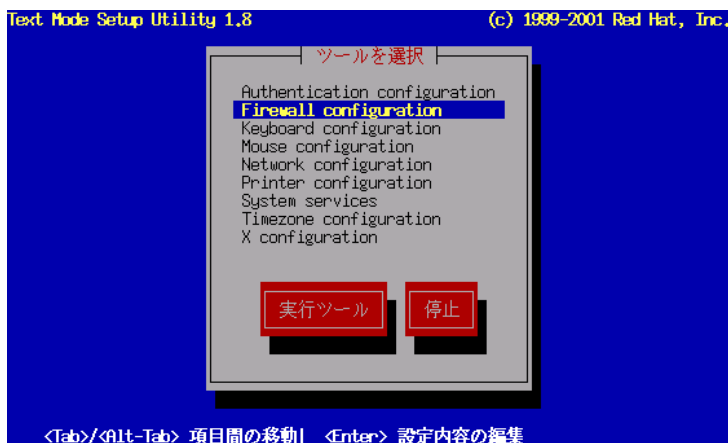 Text Mode Setup Utility 1.8 (c) 1999-2001 Red Hat, Inc.
ツールを選択
Authentication configuration
Firewall configuration
Keyboard configuration
Mouse configuration
Network configuration
Printer configuration
System services
Timezone configuration
X configuration
実行ツール 停止
<Tab>/<Alt-Tab> 項目間の移動| <Enter> 設定内容の編集